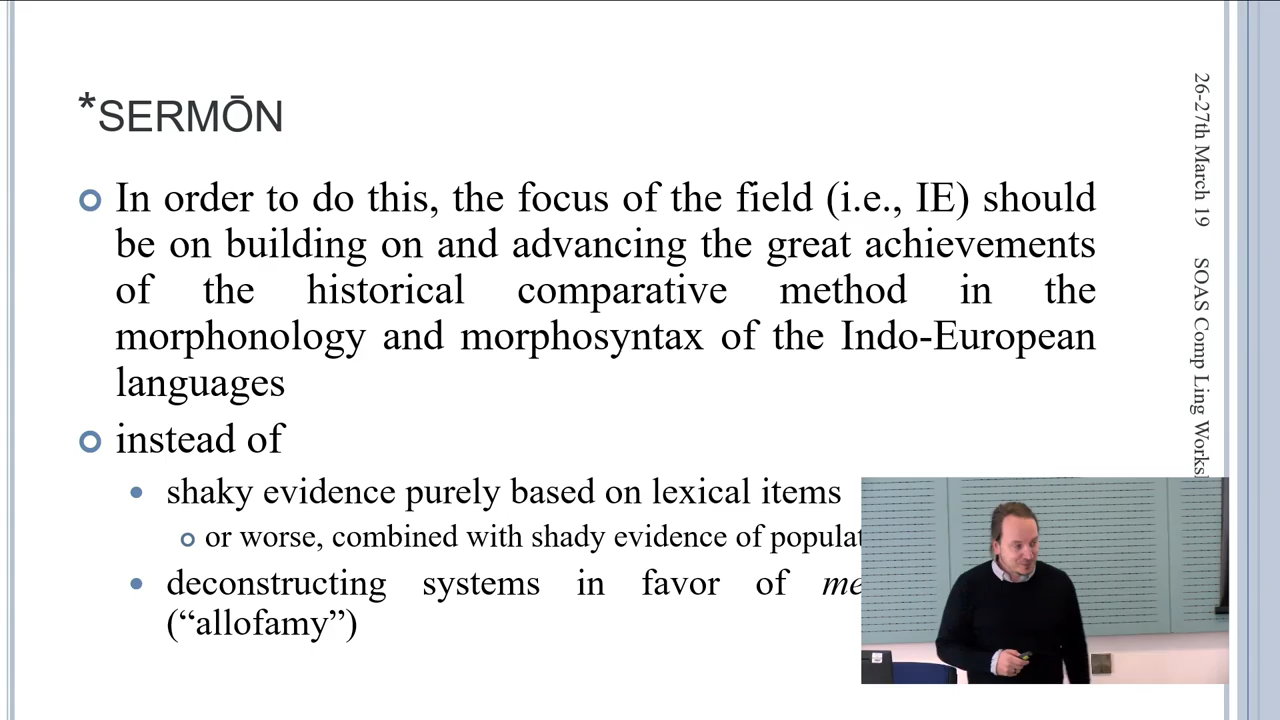 *SERMŌN
In order to do this, the focus of the field (i.e., IE) should
be on building on and advancing the great achievements
of the historical comparative method in the
morphonology and morphosyntax of the Indo-European
languages
instead of
shaky evidence purely based on lexical items
or worse, combined with shady evidence of
deconstructing systems in favor of
(“allofamy”)
26-27th March 19 SOAS Comp Ling